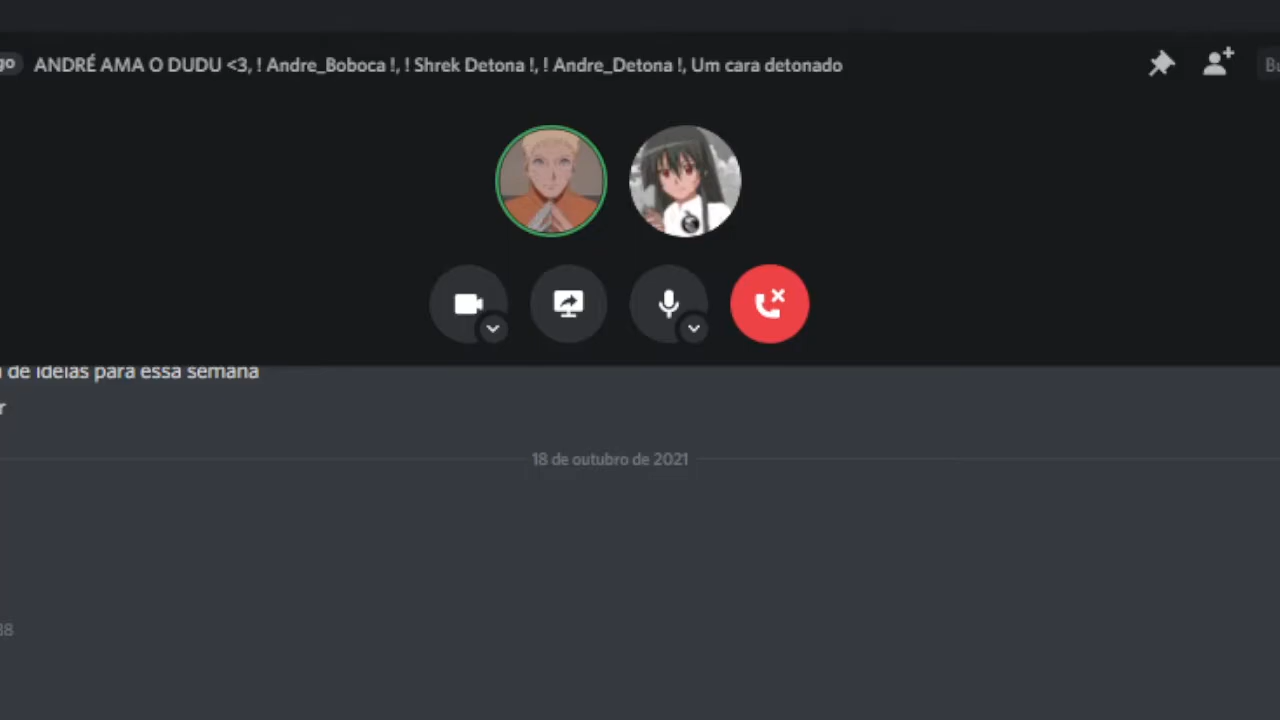 go ANDRÉ AMA O DUDU <3, ! Andre_Boboca !, ! Shrek Detona !, ! Andre_Detona !, Um cara detonado
de ideias para essa semana
r
18 de outubro de 2021